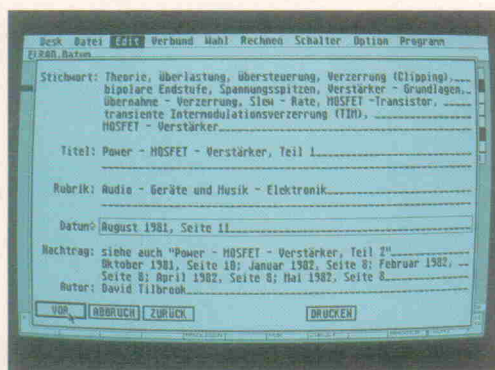 Desk Datei Edit Verbund Wahl Rechnen Schalter Option Programm
ELRAD.Datum
Stichwort: Theorie, Überlastung, Übersteuerung, Verzerrung (Clipping),
bipolare Endstufe, Spannungsspitzen, Verstärker - Grundlagen,
Übernahme - Verzerrung, Slew - Rate, MOSFET -Transistor,
transiente Intermodulationsverzerrung (TIM),
MOSFET - Verstärker
Titel: Power - MOSFET - Verstärker, Teil 1
Rubrik: Audio - Geräte und Musik - Elektronik
Datum: August 1981, Seite 11
Nachtrag: siehe auch "Power - MOSFET - Verstärker, Teil 2"
Oktober 1981, Seite 10; Januar 1982, Seite 8; Februar 1982,
Seite 8; April 1982, Seite 8; Mai 1982, Seite 8
Autor: David Tilbrook
VOR ABBRUCH ZURÜCK DRUCKEN